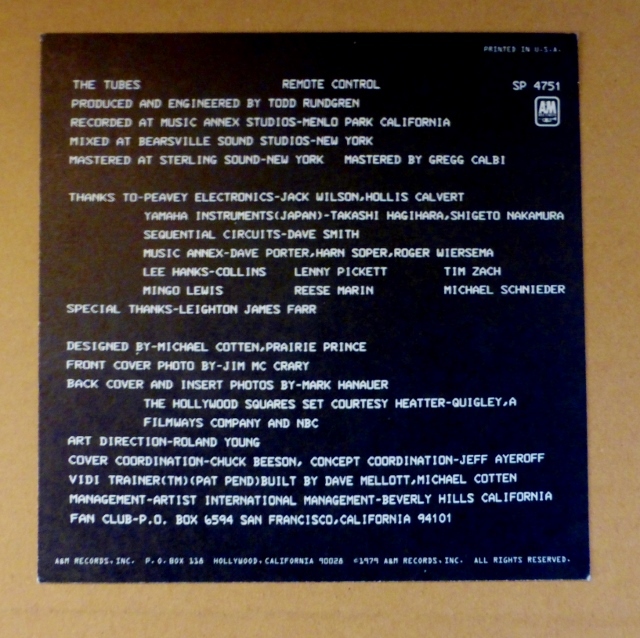 PRINTED IN U.S.A.
THE TUBES REMOTE CONTROL SP 4751
PRODUCED AND ENGINEERED BY TODD RUNDGREN
A&M
RECORDED AT MUSIC ANNEX STUDIOS-MENLO PARK CALIFORNIA
MIXED AT BEARSVILLE SOUND STUDIOS-NEW YORK
MASTERED AT STERLING SOUND-NEW YORK MASTERED BY GREGG CALBI
THANKS TO-PEAVEY ELECTRONICS-JACK WILSON,HOLLIS CALVERT
YAMAHA INSTRUMENTS(JAPAN)-TAKASHI HAGIHARA,SHIGETO NAKAMURA
SEQUENTIAL CIRCUITS-DAVE SMITH
MUSIC ANNEX-DAVE PORTER,HARN SOPER,ROGER WIERSEMA
LEE HANKS-COLLINS LENNY PICKETT TIM ZACH
MINGO LEWIS REESE MARIN MICHAEL SCHNIEDER
SPECIAL THANKS-LEIGHTON JAMES FARR
DESIGNED BY-MICHAEL COTTEN,PRAIRIE PRINCE
FRONT COVER PHOTO BY-JIM MC CRARY
BACK COVER AND INSERT PHOTOS BY-MARK HANAUER
THE HOLLYWOOD SQUARES SET COURTESY HEATTER-QUIGLEY,A
FILMWAYS COMPANY AND NBC
ART DIRECTION-ROLAND YOUNG
COVER COORDINATION-CHUCK BEESON, CONCEPT COORDINATION-JEFF AYEROFF
VIDI TRAINER(TM)(PAT PEND)BUILT BY DAVE MELLOTT,MICHAEL COTTEN
MANAGEMENT-ARTIST INTERNATIONAL MANAGEMENT-BEVERLY HILLS CALIFORNIA
FAN CLUB-P.O. BOX 6594 SAN FRANCISCO,CALIFORNIA 94101
A&M RECORDS, INC. P.O. BOX 118 HOLLYWOOD, CALIFORNIA 90028 ©1979 A&M RECORDS, INC. ALL RIGHTS RESERVED.